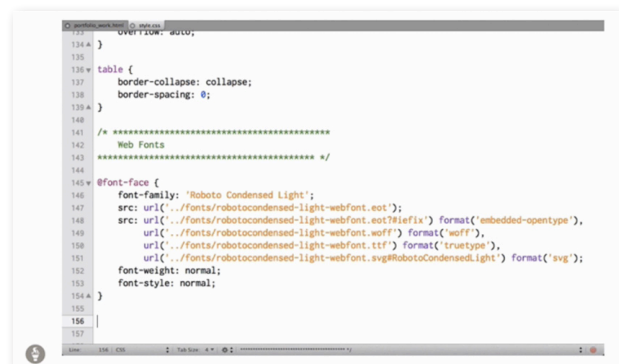 portfolio_work.html style.css
133 overflow: auto;
134 }
135
136 table {
137 border-collapse: collapse;
138 border-spacing: 0;
139 }
140
141 /* ******************************************
142 Web Fonts
143 ****************************************** */
144
145 @font-face {
146 font-family: 'Roboto Condensed Light';
147 src: url('../fonts/robotocondensed-light-webfont.eot');
148 src: url('../fonts/robotocondensed-light-webfont.eot?#iefix') format('embedded-opentype'),
149 url('../fonts/robotocondensed-light-webfont.woff') format('woff'),
150 url('../fonts/robotocondensed-light-webfont.ttf') format('truetype'),
151 url('../fonts/robotocondensed-light-webfont.svg#RobotoCondensedLight') format('svg');
152 font-weight: normal;
153 font-style: normal;
154 }
155
156
157
Line: 156 CSS Tab Size: 4 ****************************************** */